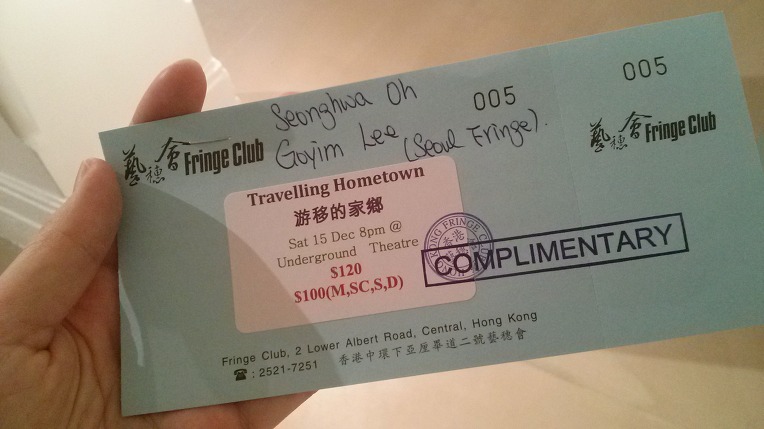 Seonghwa Oh
Goyim Lee (Seoul Fringe).
005
005
藝穗會 Fringe Club
藝穗會 Fringe Club
Travelling Hometown
游移的家鄉
Sat 15 Dec 8pm @
Underground Theatre
$120
$100(M,SC,S,D)
COMPLIMENTARY
Fringe Club, 2 Lower Albert Road, Central, Hong Kong
☎ : 2521-7251 香港中環下亞厘畢道二號藝穗會